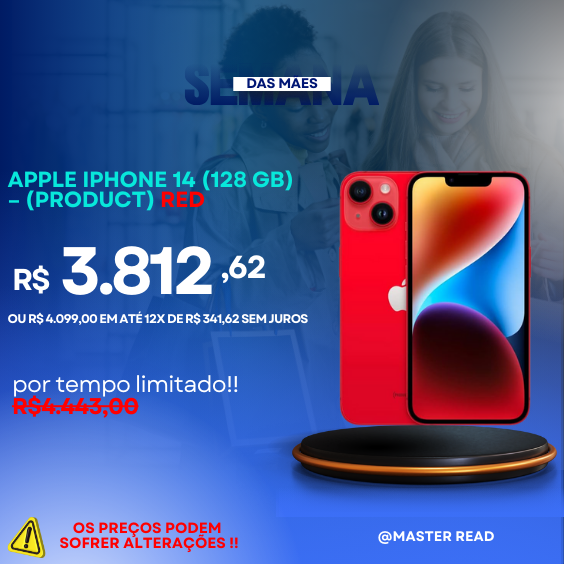 SEMANA
DAS MAES
APPLE IPHONE 14 (128 GB)
– (PRODUCT) RED
R$ 3.812,62
OU R$ 4.099,00 EM ATÉ 12X DE R$ 341,62 SEM JUROS
por tempo limitado!!
R$4.443,00
OS PREÇOS PODEM
SOFRER ALTERAÇÕES !!
@MASTER READ